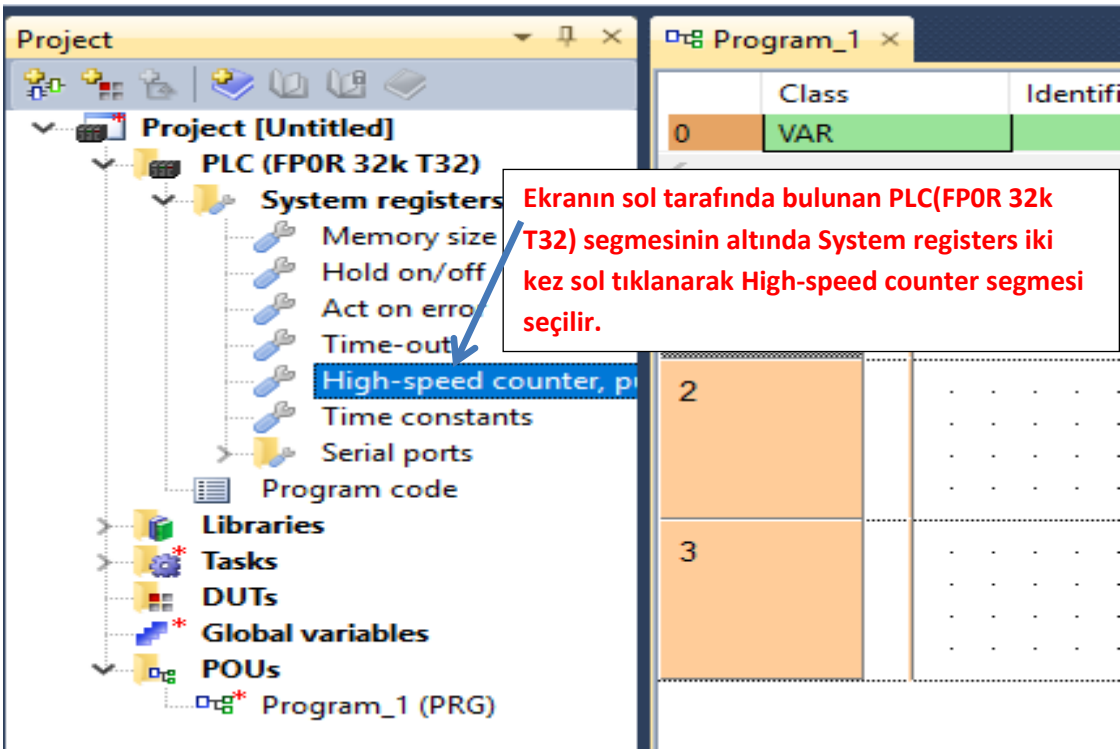 Project
Program_1
Class
Identifi
Project [Untitled]
0
VAR
PLC (FP0R 32k T32)
System registers
Memory size
Hold on/off
Act on error
Time-out
High-speed counter, pu
Time constants
Serial ports
Program code
Libraries
Tasks
DUTs
Global variables
POUs
Program_1 (PRG)
Ekranın sol tarafında bulunan PLC(FP0R 32k
T32) segmesinin altında System registers iki
kez sol tıklanarak High-speed counter segmesi
seçilir.
2
3